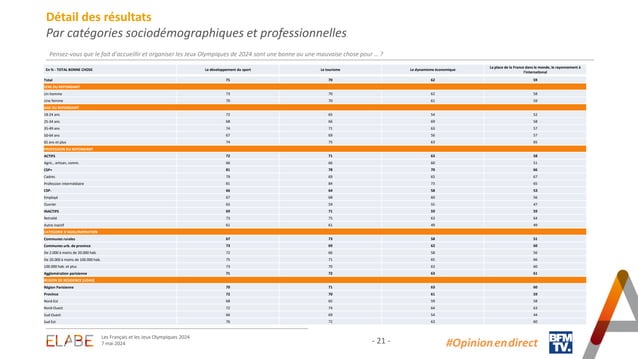 Détail des résultats
Par catégories sociodémographiques et professionnelles
Pensez-vous que le fait d'accueillir et organiser les Jeux Olympiques de 2024 sont une bonne ou une mauvaise chose pour ... ?
En % - TOTAL BONNE CHOSE Le développement du sport Le tourisme Le dynamisme économique La place de la France dans le monde, le rayonnement à l'international
Total 71 70 62 59
SEXE DU REPONDANT
Un homme 73 70 62 58
Une femme 70 70 61 59
AGE DU REPONDANT
18-24 ans 72 65 54 52
25-34 ans 68 66 69 58
35-49 ans 74 71 63 57
50-64 ans 67 69 56 57
65 ans et plus 74 75 63 65
PROFESSION DU REPONDANT
ACTIFS 72 71 63 58
Agric., artisan, comm. 66 66 60 51
CSP+ 81 78 70 66
Cadres 79 69 65 67
Profession intermédiaire 81 84 73 65
CSP- 66 64 58 53
Employé 67 68 60 56
Ouvrier 65 59 55 47
INACTIFS 69 71 59 59
Retraité 73 75 63 64
Autre inactif 61 61 49 49
CATEGORIE D'AGGLOMERATION
Communes rurales 67 73 58 51
Communes urb. de province 73 69 62 60
De 2.000 à moins de 20.000 hab. 72 66 58 56
De 20.000 à moins de 100.000 hab. 75 71 66
100.000 hab. et plus 73 70 63 60
Agglomération parisienne 71 72 63 61
REGION DE RESIDENCE
Région Parisienne 70 71 63 60
Province 72 70 61 59
Nord Est 68 60 59 58
Nord Ouest 72 74 64 63
Sud Ouest 66 69 54 44
Sud Est 76 72 62 60
ELABE
Les Français et les Jeux Olympiques 2024
7 mai 2024
- 21 -
#Opinionendirect
BFM
TV.